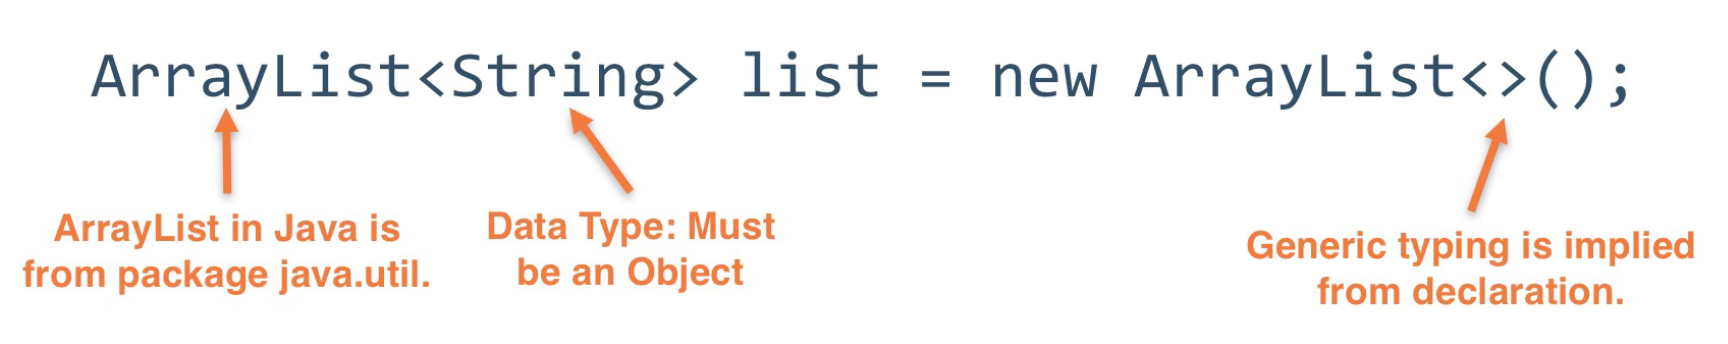 ArrayList<String> list = new ArrayList<>();
ArrayList in Java is
from package java.util.
Data Type: Must
be an Object
Generic typing is implied
from declaration.